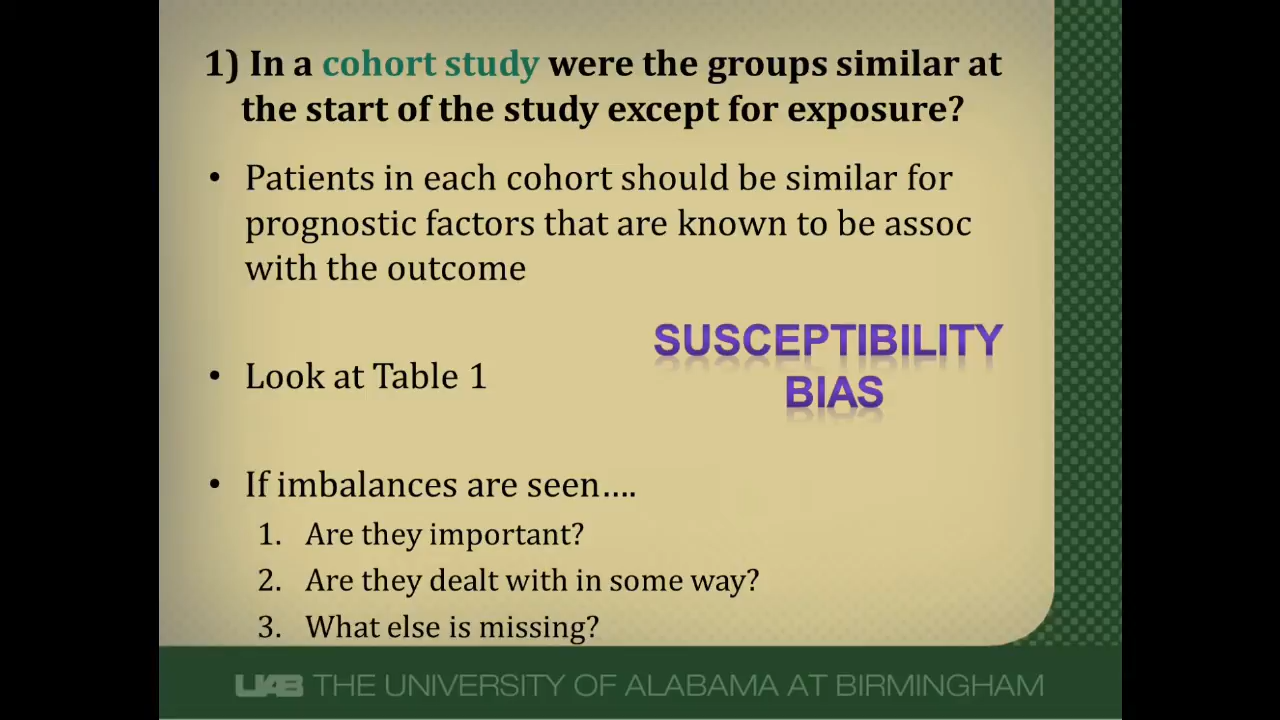 1) In a cohort study were the groups similar at
the start of the study except for exposure?
• Patients in each cohort should be similar for
prognostic factors that are known to be assoc
with the outcome
SUSCEPTIBILITY
BIAS
• Look at Table 1
• If imbalances are seen….
1. Are they important?
2. Are they dealt with in some way?
3. What else is missing?
UAB THE UNIVERSITY OF ALABAMA AT BIRMINGHAM